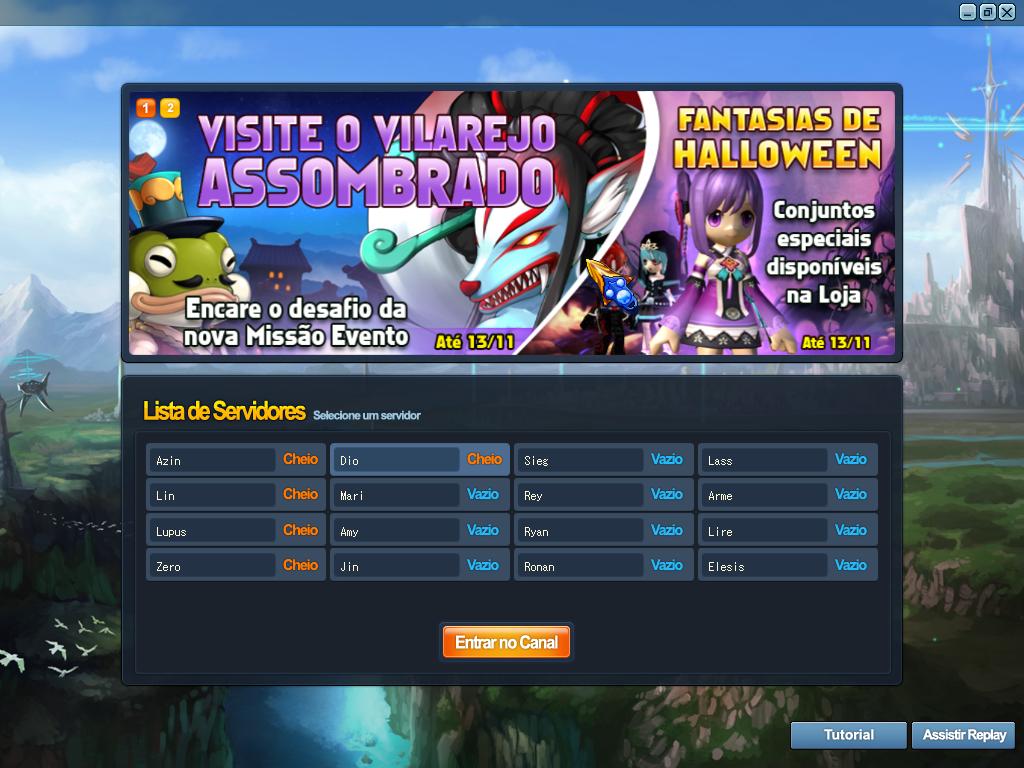 1 2
VISITE O VILAREJO
ASSOMBRADO
Encare o desafio da
nova Missão Evento
Até 13/11
FANTASIAS DE
HALLOWEEN
Conjuntos
especiais
disponíveis
na Loja
Até 13/11
Lista de Servidores Selecione um servidor
Azin Cheio Dio Cheio Sieg Vazio Lass Vazio
Lin Cheio Mari Vazio Rey Vazio Arme Vazio
Lupus Cheio Amy Vazio Ryan Vazio Lire Vazio
Zero Cheio Jin Vazio Ronan Vazio Elesis Vazio
Entrar no Canal
Tutorial Assistir Replay